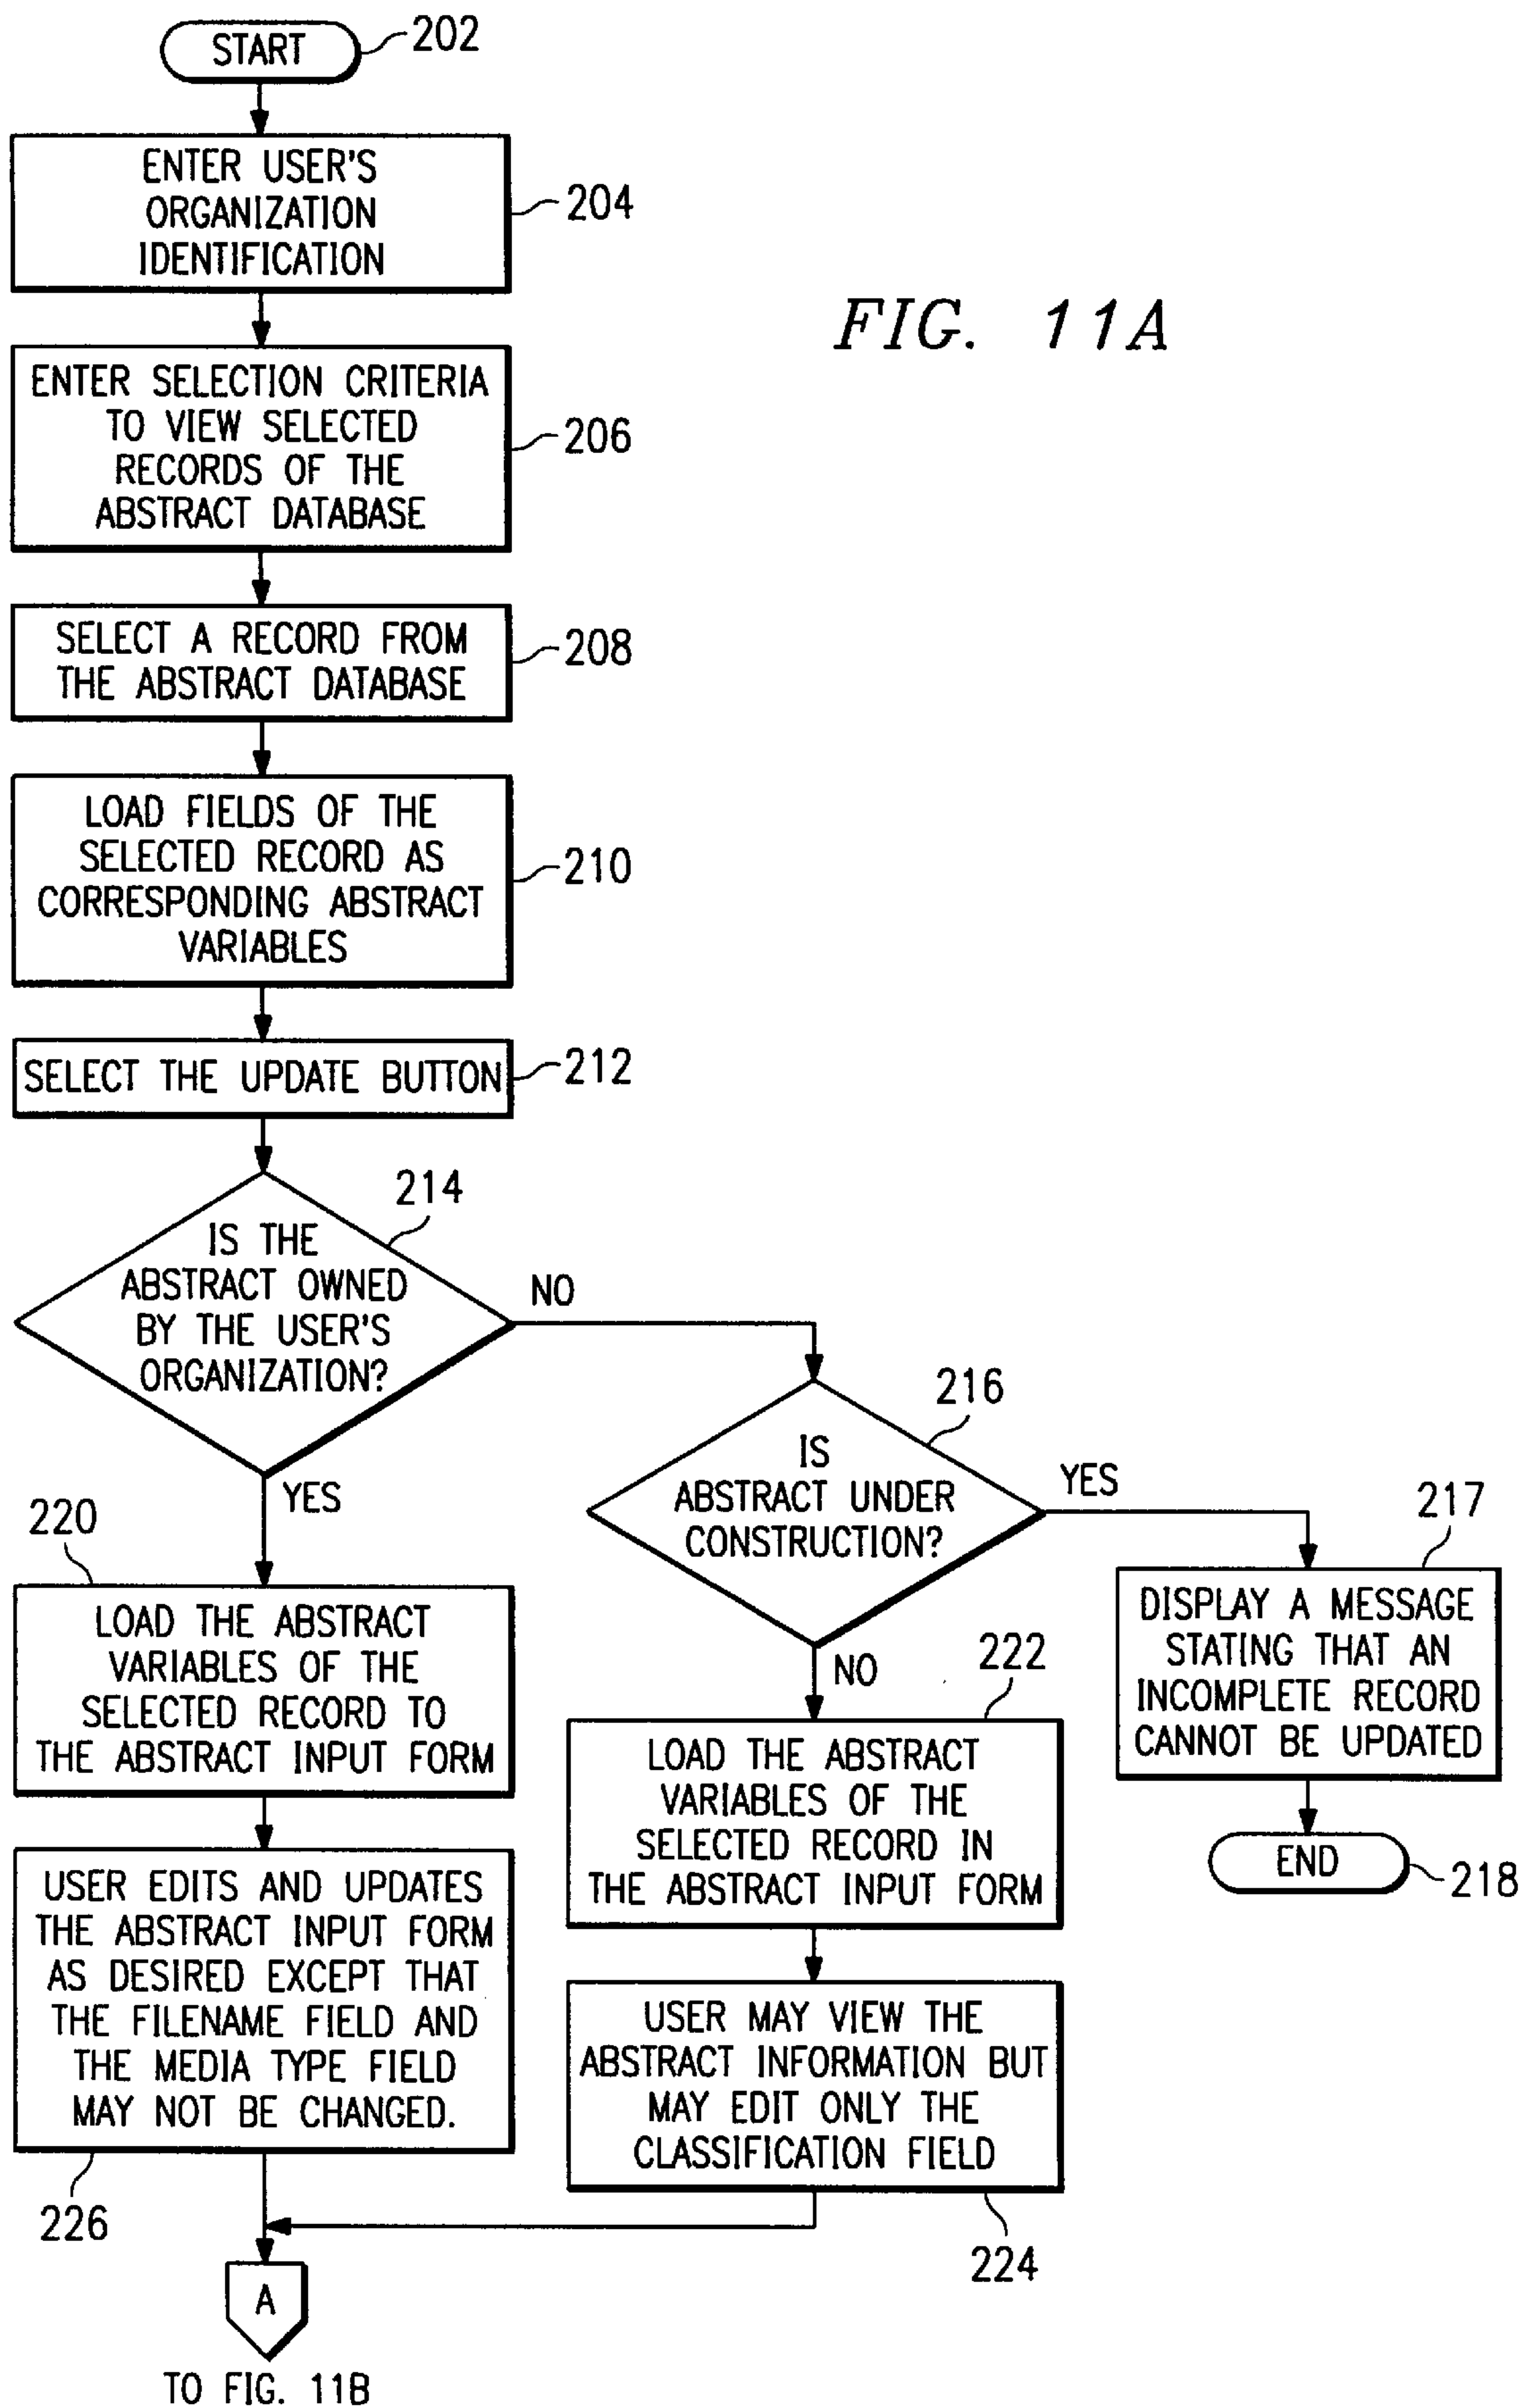 START
202
ENTER USER'S
ORGANIZATION
IDENTIFICATION
204
FIG. 11A
ENTER SELECTION CRITERIA
TO VIEW SELECTED
RECORDS OF THE
ABSTRACT DATABASE
206
SELECT A RECORD FROM
THE ABSTRACT DATABASE
208
LOAD FIELDS OF THE
SELECTED RECORD AS
CORRESPONDING ABSTRACT
VARIABLES
210
SELECT THE UPDATE BUTTON
212
214
IS THE
ABSTRACT OWNED
BY THE USER'S
ORGANIZATION?
NO
YES
216
IS
ABSTRACT UNDER
CONSTRUCTION?
YES
NO
217
DISPLAY A MESSAGE
STATING THAT AN
INCOMPLETE RECORD
CANNOT BE UPDATED
END
218
220
LOAD THE ABSTRACT
VARIABLES OF THE
SELECTED RECORD TO
THE ABSTRACT INPUT FORM
222
LOAD THE ABSTRACT
VARIABLES OF THE
SELECTED RECORD IN
THE ABSTRACT INPUT FORM
USER EDITS AND UPDATES
THE ABSTRACT INPUT FORM
AS DESIRED EXCEPT THAT
THE FILENAME FIELD AND
THE MEDIA TYPE FIELD
MAY NOT BE CHANGED.
226
USER MAY VIEW THE
ABSTRACT INFORMATION BUT
MAY EDIT ONLY THE
CLASSIFICATION FIELD
224
A
TO FIG. 11B